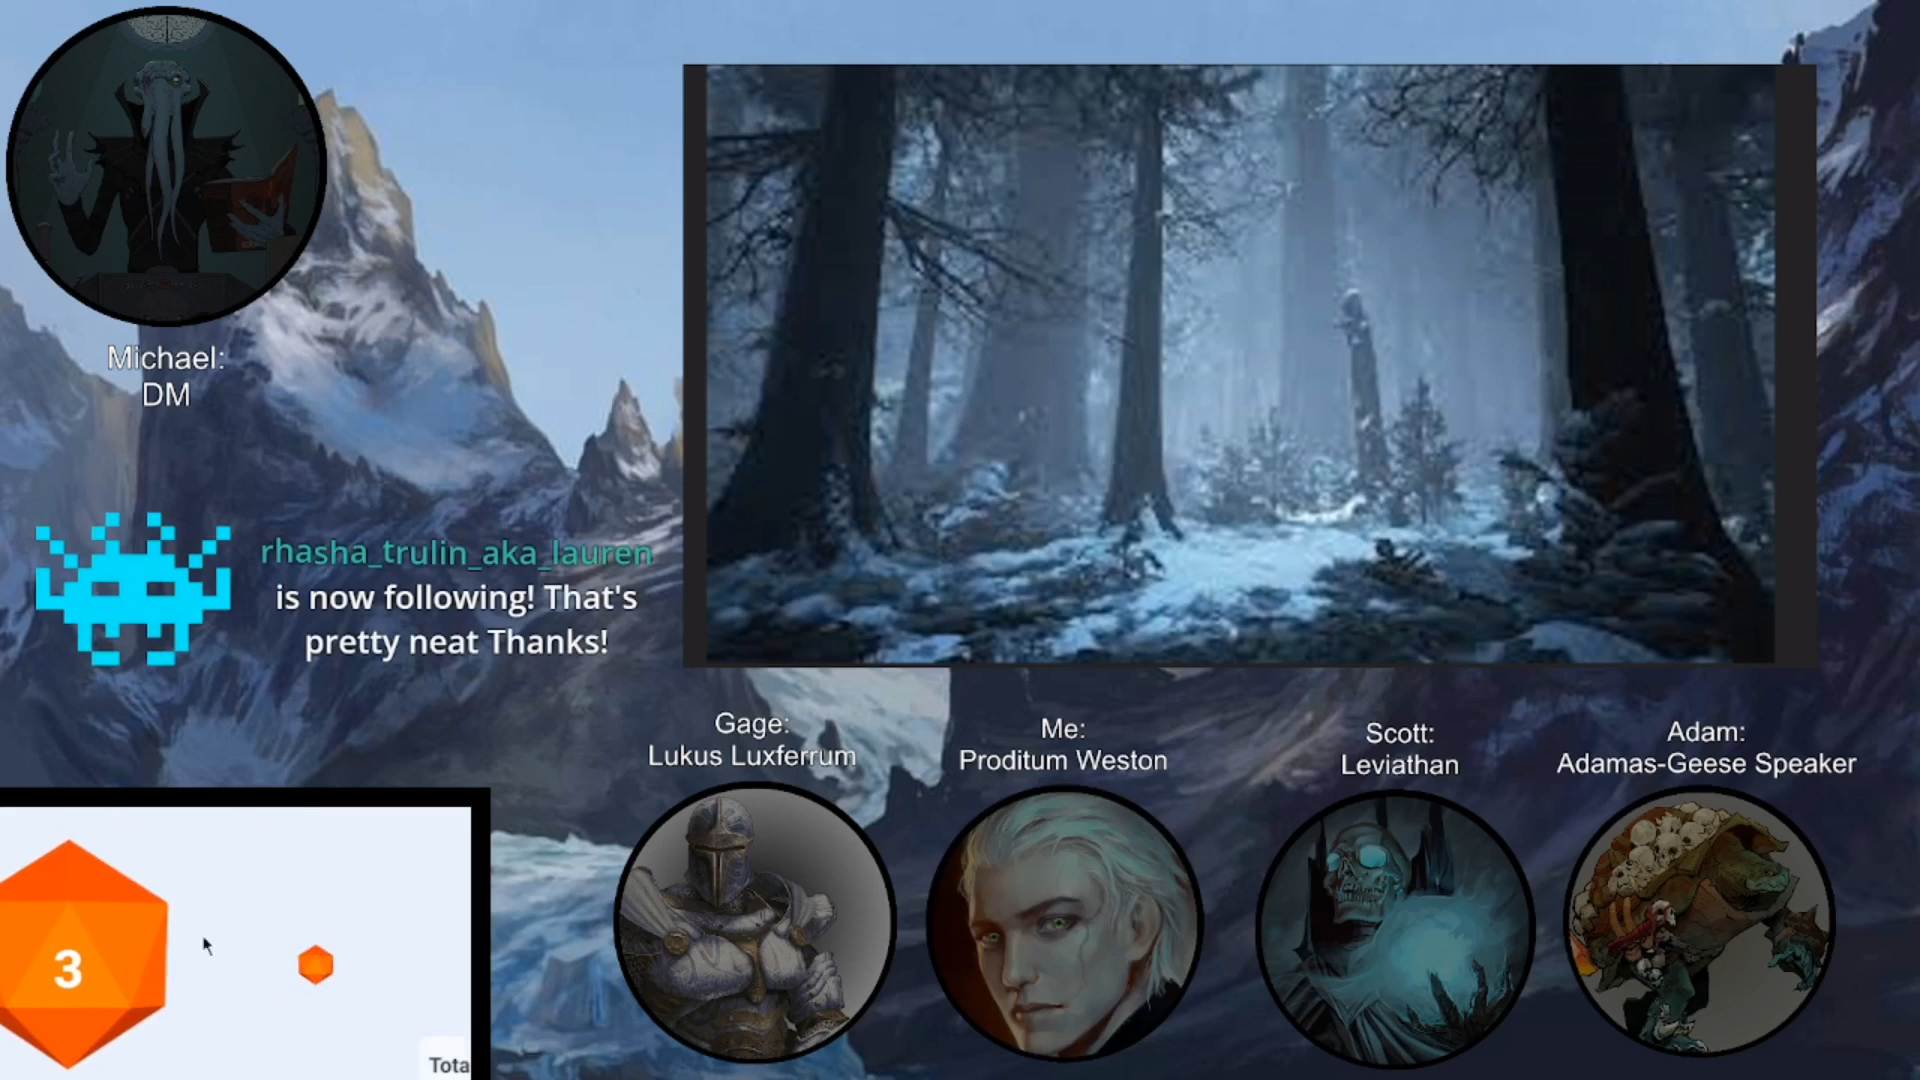 Michael:
DM
rhasha_trulin_aka_lauren
is now following! That's
pretty neat Thanks!
Gage:
Lukus Luxferrum
Me:
Proditum Weston
Scott:
Leviathan
Adam:
Adamas-Geese Speaker
3
Tota